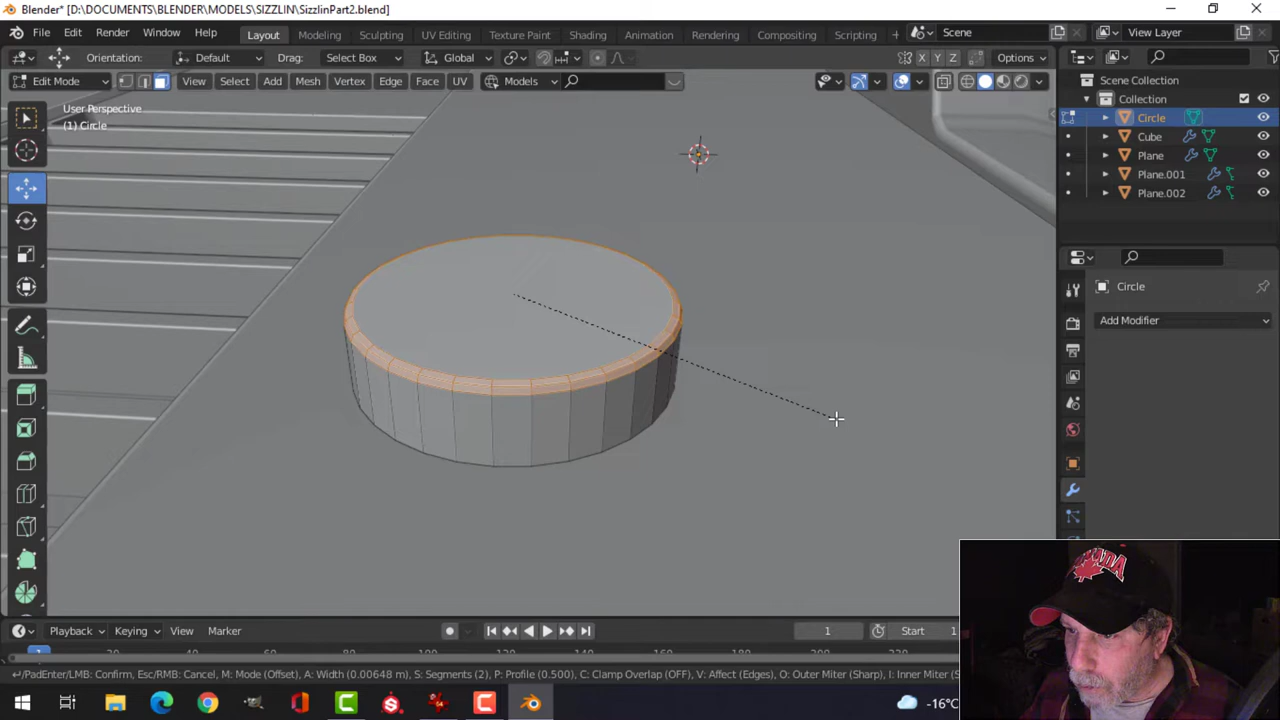 Blender* [D:\DOCUMENTS\BLENDER\MODELS\SIZZLIN\SizzlinPart2.blend]
File Edit Render Window Help Layout Modeling Sculpting UV Editing Texture Paint Shading Animation Rendering Compositing Scripting Scene View Layer
Orientation: Default Drag: Select Box Global X Y Z Options
Edit Mode View Select Add Mesh Vertex Edge Face UV Models
User Perspective
(1) Circle
Scene Collection
Collection
Circle
Cube
Plane
Plane.001
Plane.002
Circle
Add Modifier
Playback Keying View Marker 1 Start 1
1
↵/PadEnter/LMB: Confirm, Esc/RMB: Cancel, M: Mode (Offset), A: Width (0.00648 m), S: Segments (2), P: Profile (0.500), C: Clamp Overlap (OFF), V: Affect (Edges), O: Outer Miter (Sharp), I: Inner Miter (S
CANADA
-16°C